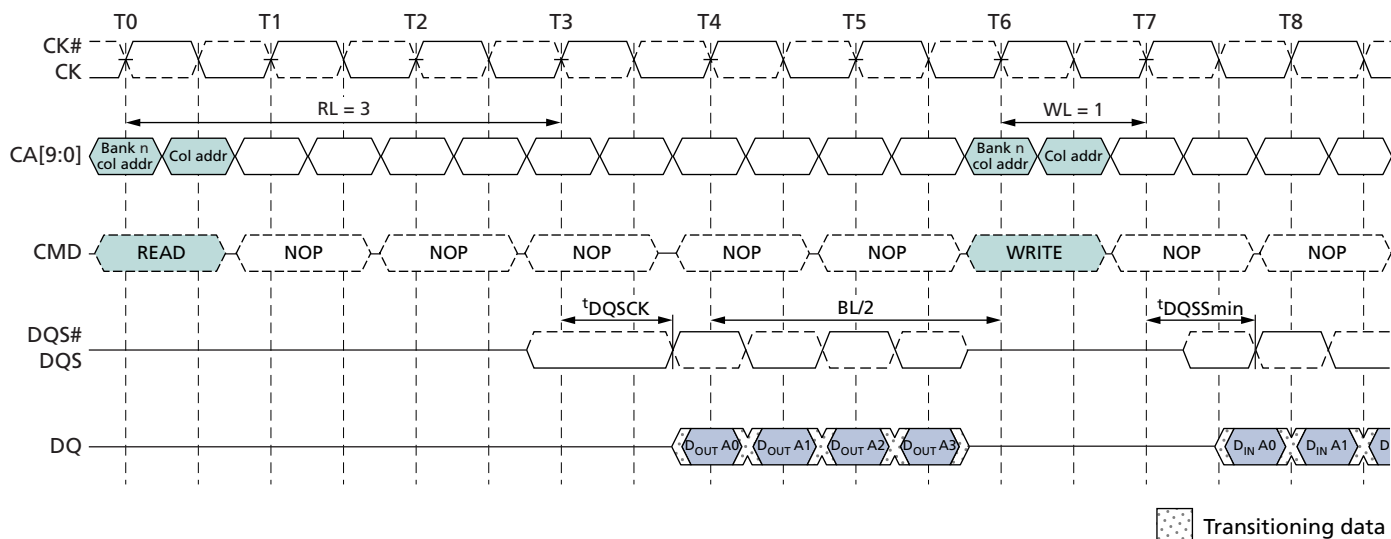 T0 T1 T2 T3 T4 T5 T6 T7 T8
CK#
CK
RL = 3 WL = 1
CA[9:0] Bank n col addr Col addr Bank n col addr Col addr
CMD READ NOP NOP NOP NOP NOP WRITE NOP NOP
tDQSCK BL/2 tDQSSmin
DQS#
DQS
DQ DOUT A0 DOUT A1 DOUT A2 DOUT A3 DIN A0 DIN A1 D
Transitioning data